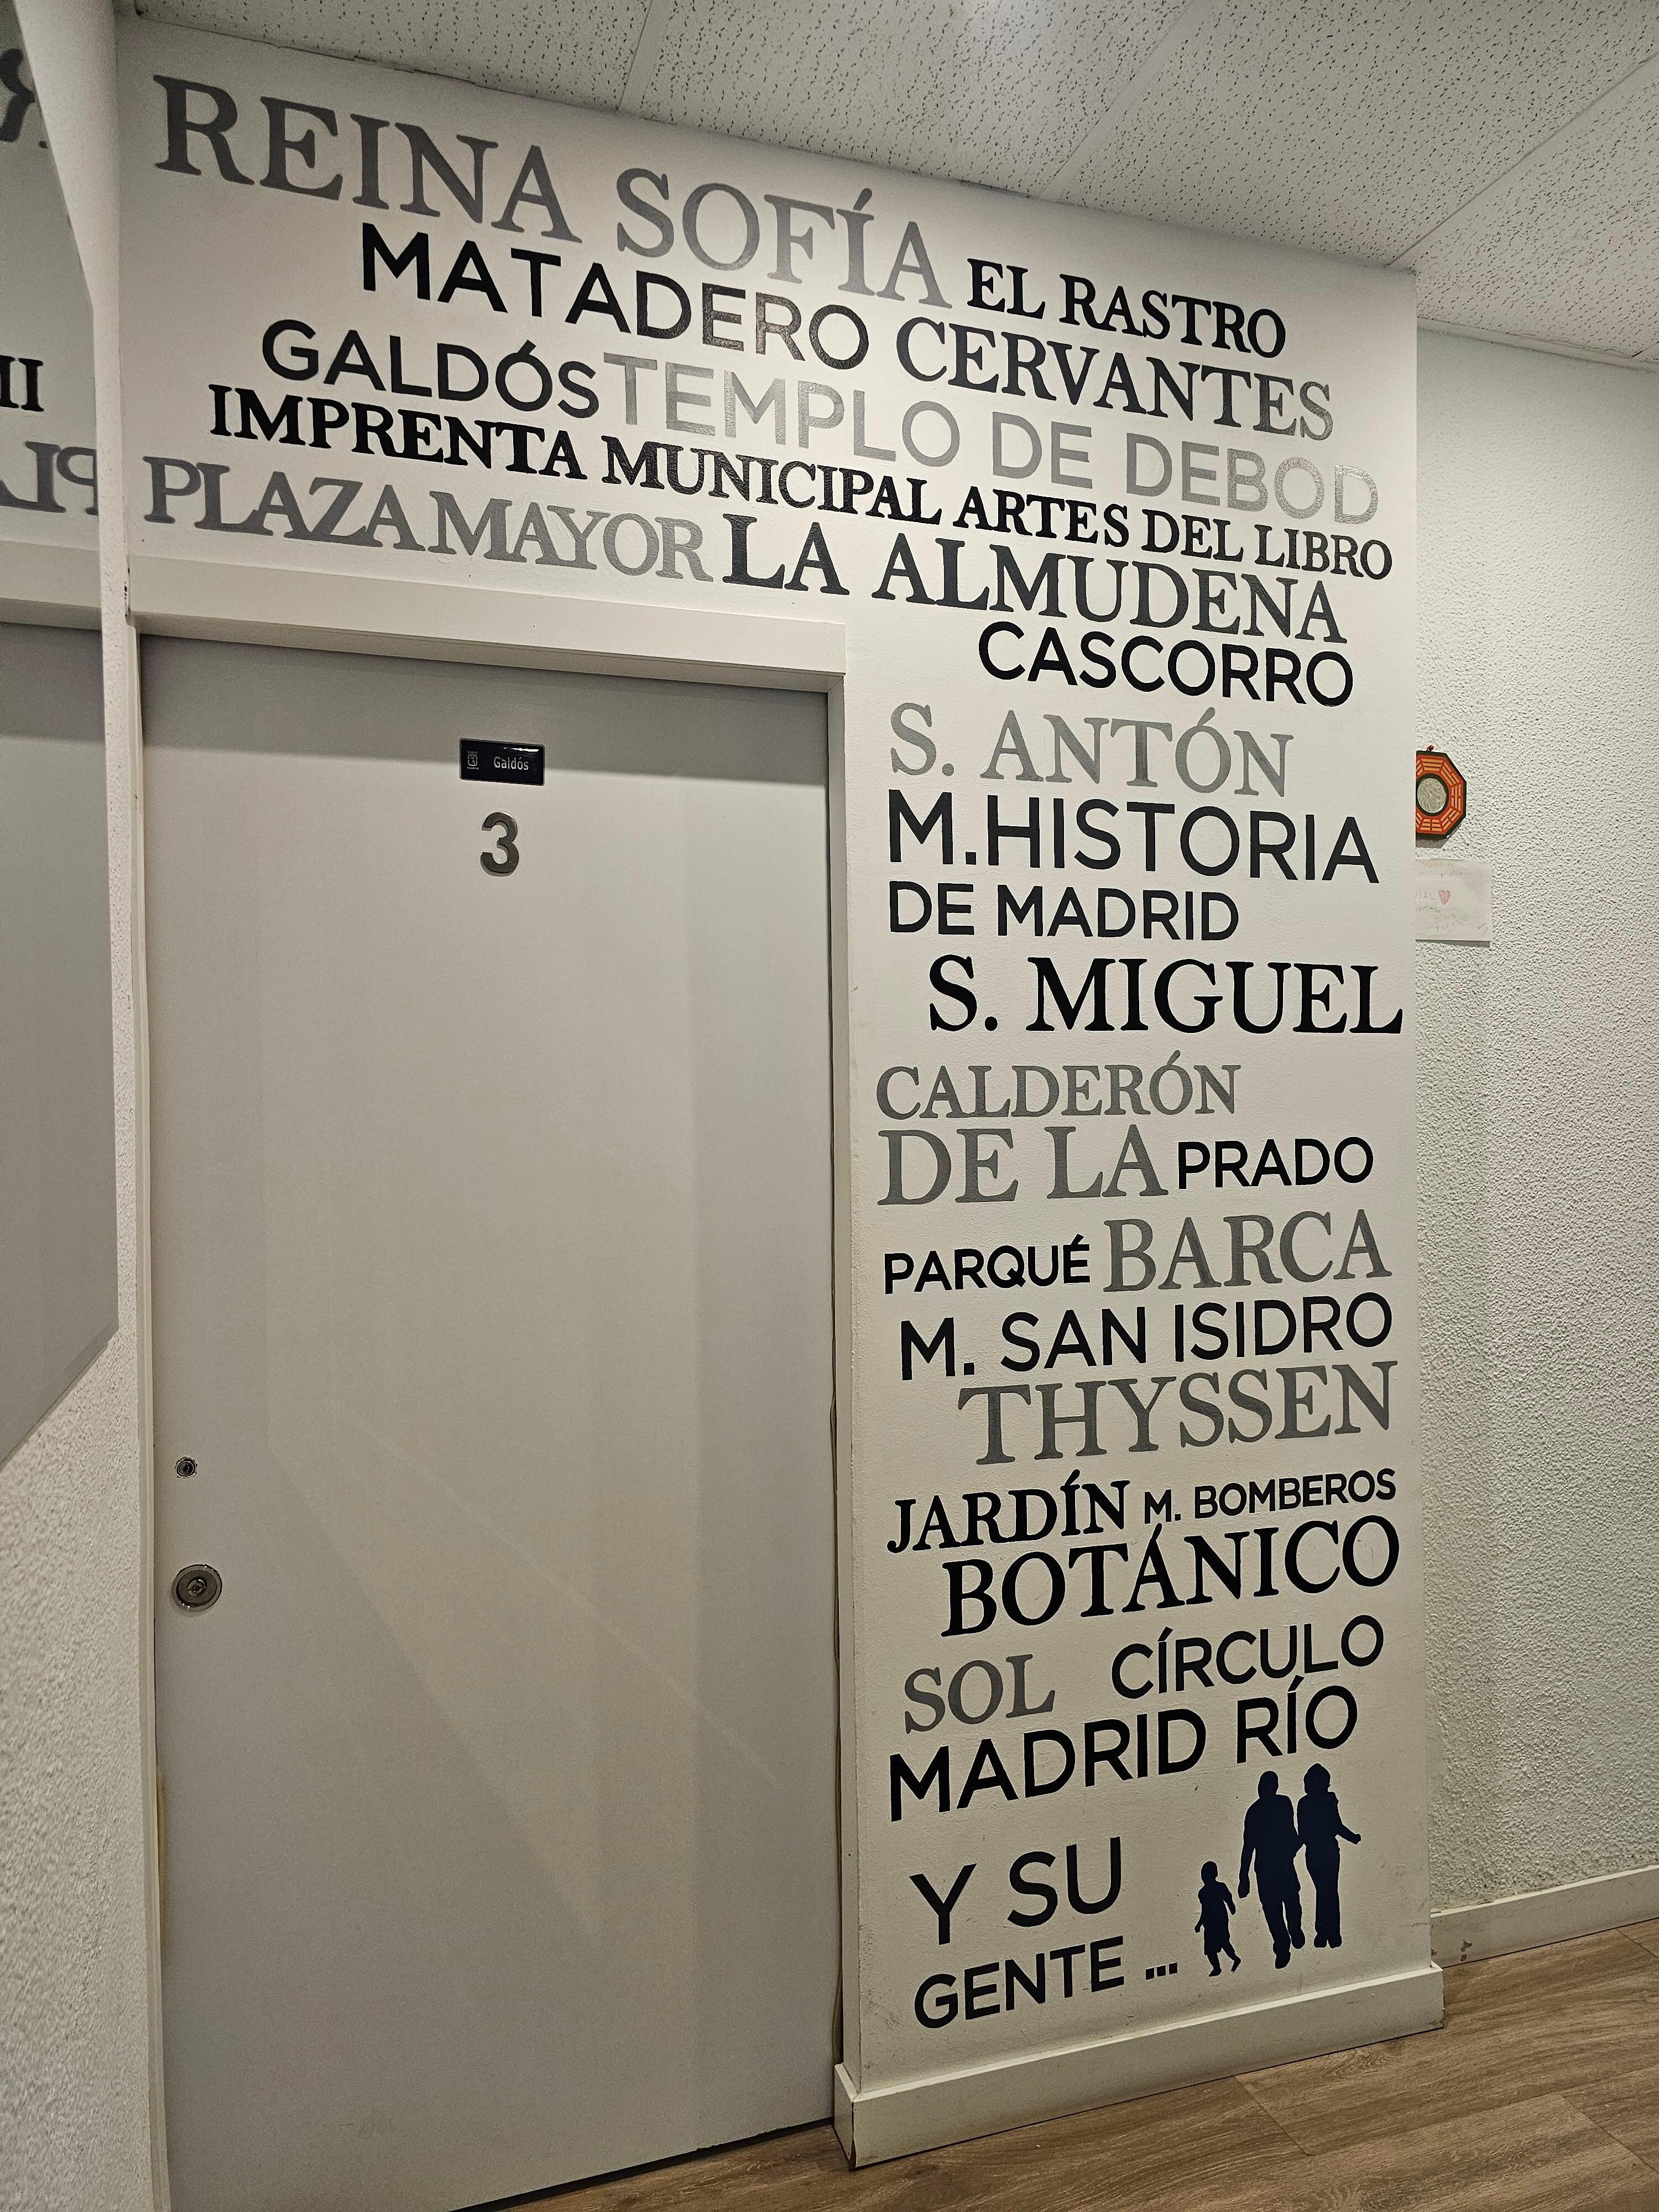 REINA SOFÍA EL RASTRO
MATADERO CERVANTES
GALDÓS TEMPLO DE DEBOD
IMPRENTA MUNICIPAL ARTES DEL LIBRO
PLAZA MAYOR LA ALMUDENA
CASCORRO
S. ANTÓN
M.HISTORIA
DE MADRID
S. MIGUEL
CALDERÓN
DE LA PRADO
PARQUÉ BARCA
M. SAN ISIDRO
THYSSEN
JARDÍN M. BOMBEROS
BOTÁNICO
SOL CÍRCULO
MADRID RÍO
Y SU
GENTE ...
Galdós
3